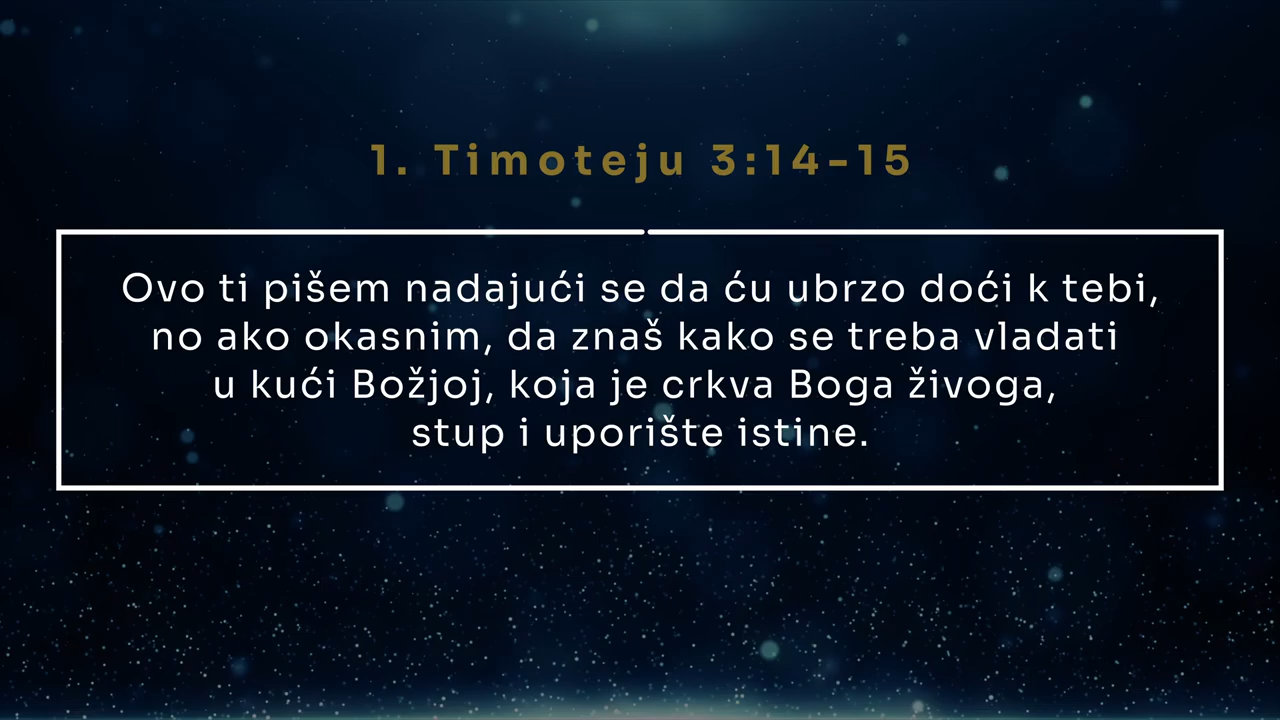 1. Timoteju 3:14-15
Ovo ti pišem nadajući se da ću ubrzo doći k tebi,
no ako okasnim, da znaš kako se treba vladati
u kući Božjoj, koja je crkva Boga živoga,
stup i uporište istine.